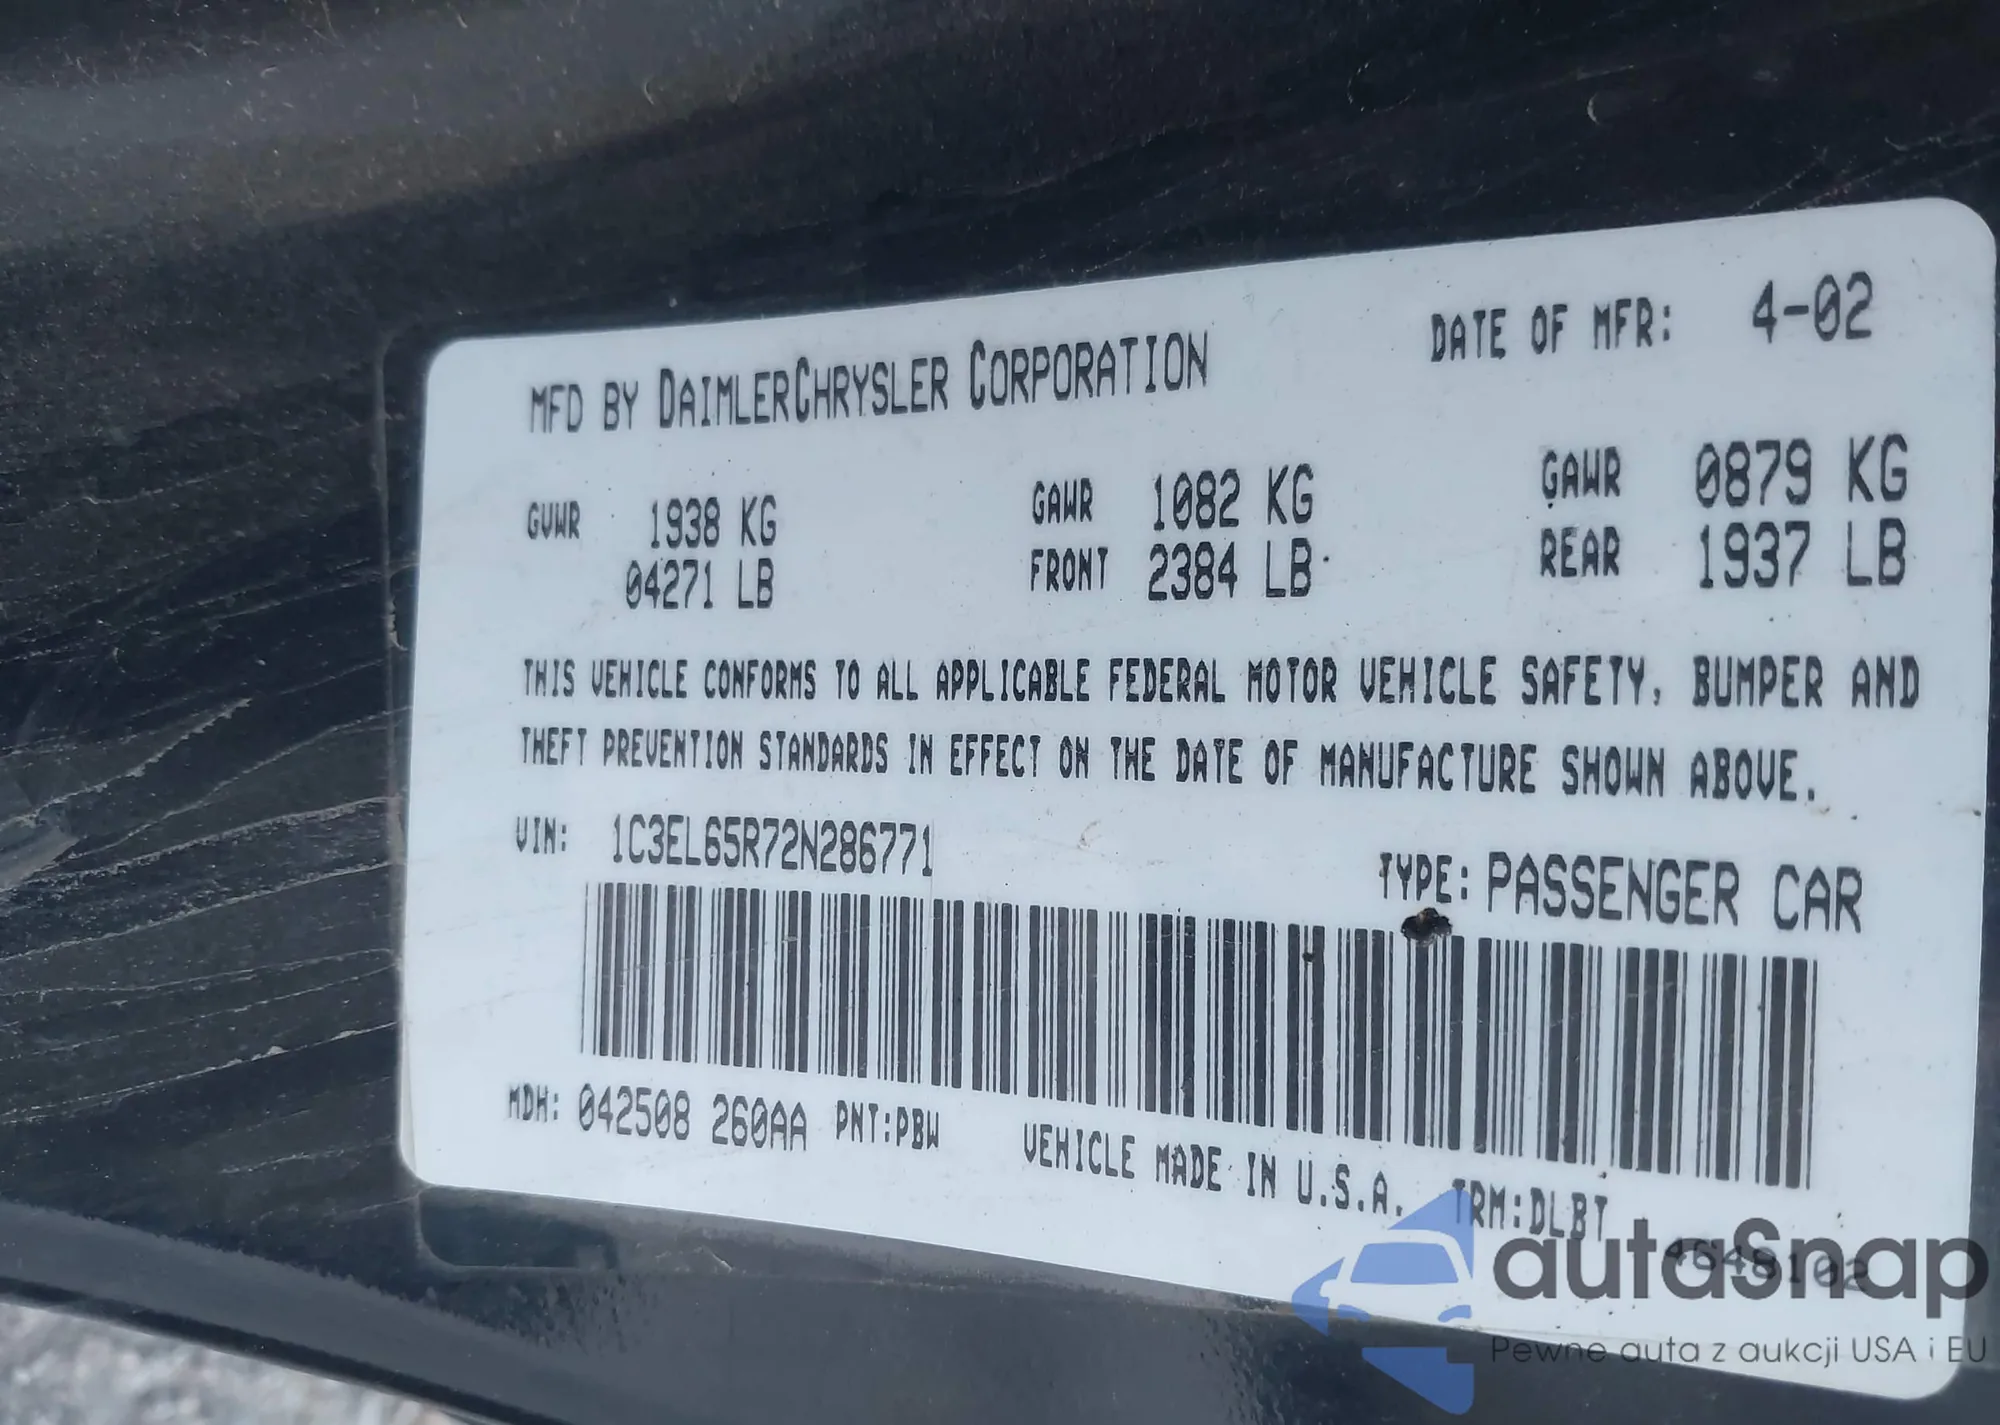 MFD BY DAIMLERCHRYSLER CORPORATION DATE OF MFR: 4-02
GVWR 1938 KG GAWR 1082 KG GAWR 0879 KG
04271 LB FRONT 2384 LB REAR 1937 LB
THIS VEHICLE CONFORMS TO ALL APPLICABLE FEDERAL MOTOR VEHICLE SAFETY, BUMPER AND
THEFT PREVENTION STANDARDS IN EFFECT ON THE DATE OF MANUFACTURE SHOWN ABOVE.
VIN: 1C3EL65R72N286771 TYPE: PASSENGER CAR
MDH: 042508 260AA PNT:PBW VEHICLE MADE IN U.S.A. TRM:DLBT
4648102
autaSnap
Pewne auta z aukcji USA i EU